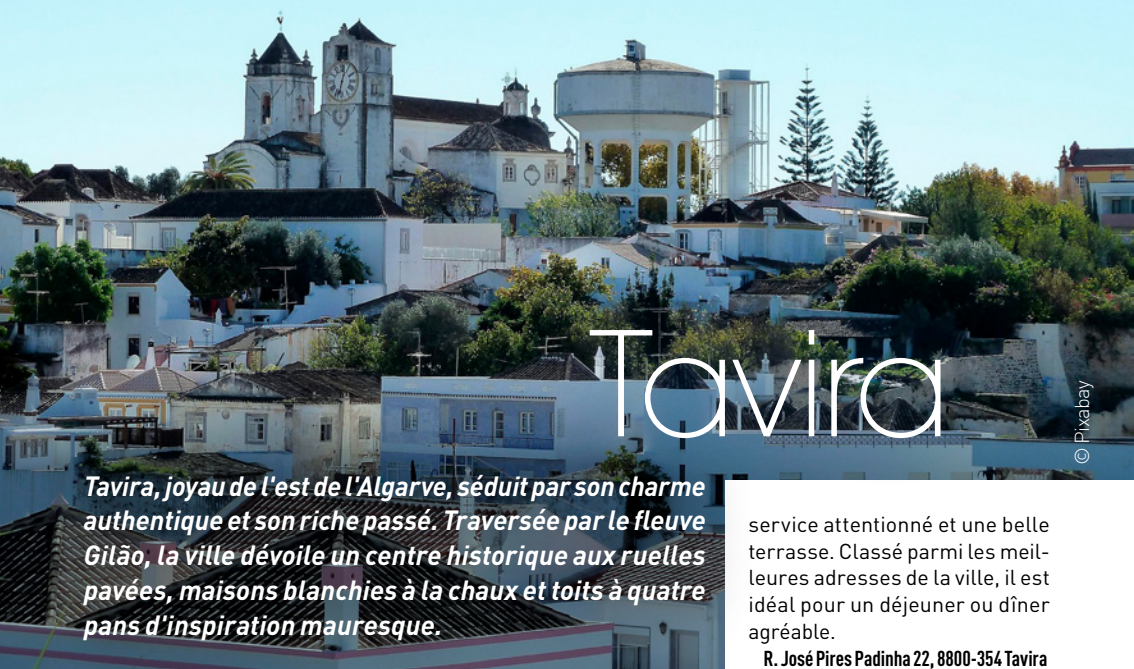 Tavira
© Pixabay
Tavira, joyau de l'est de l'Algarve, séduit par son charme
authentique et son riche passé. Traversée par le fleuve
Gilão, la ville dévoile un centre historique aux ruelles
pavées, maisons blanchies à la chaux et toits à quatre
pans d'inspiration mauresque.
service attentionné et une belle
terrasse. Classé parmi les meil-
leures adresses de la ville, il est
idéal pour un déjeuner ou dîner
agréable.
R. José Pires Padinha 22, 8800-354 Tavira